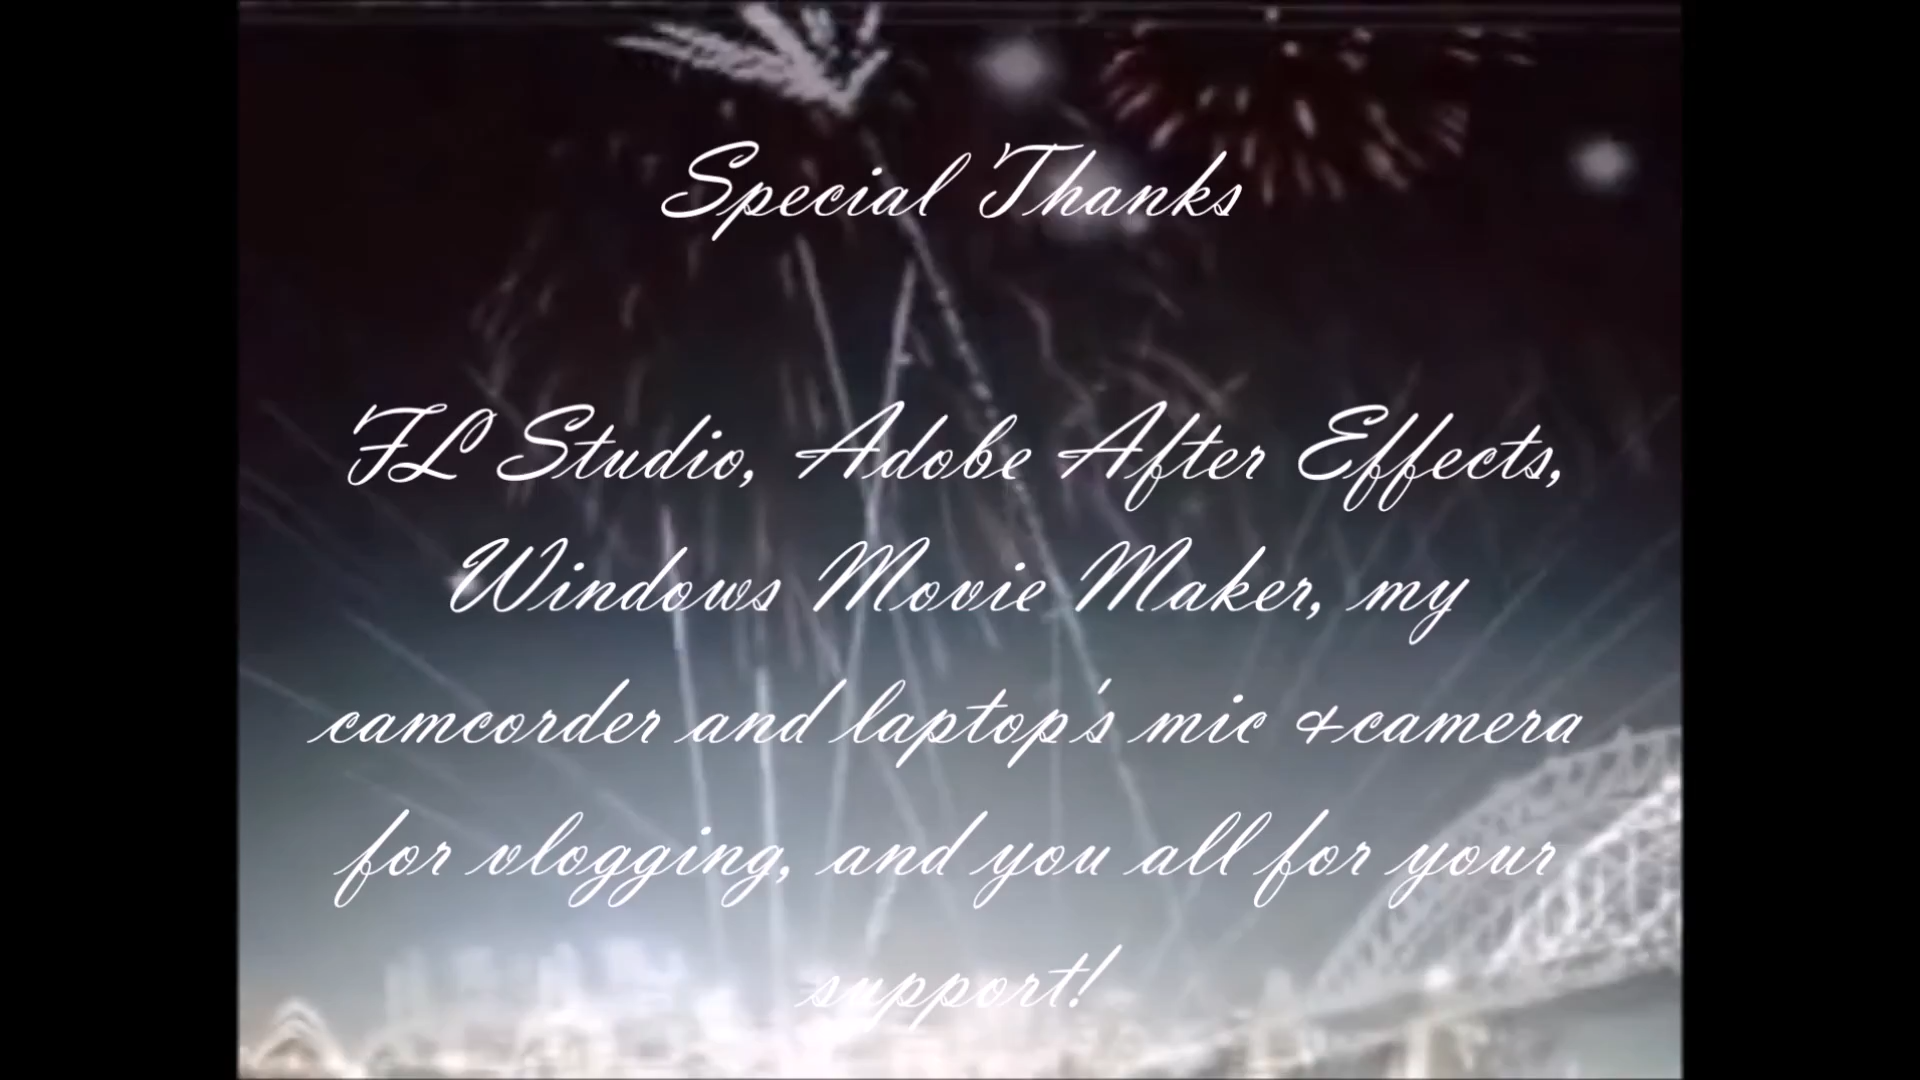 Special Thanks
FL Studio, Adobe After Effects,
Windows Movie Maker, my
camcorder and laptop's mic &camera
for vlogging, and you all for your
support!